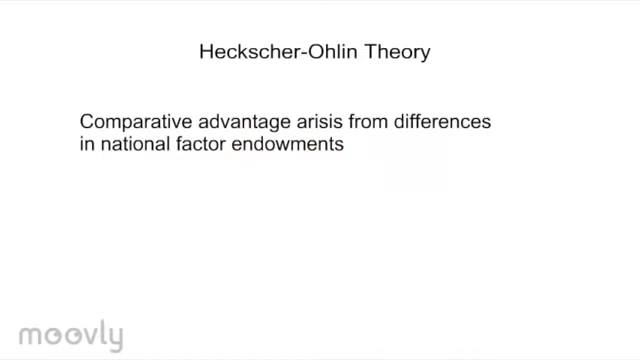 Heckscher-Ohlin Theory
Comparative advantage arisis from differences
in national factor endowments
moovly